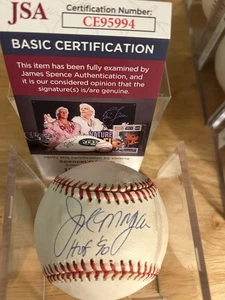 JSA
Certification Number:
CE95994
BASIC CERTIFICATION
This item has been fully examined by
James Spence Authentication, and
it is our considered opinion that the
signature(s) is/are genuine.
Joe Morgan
HOF 90